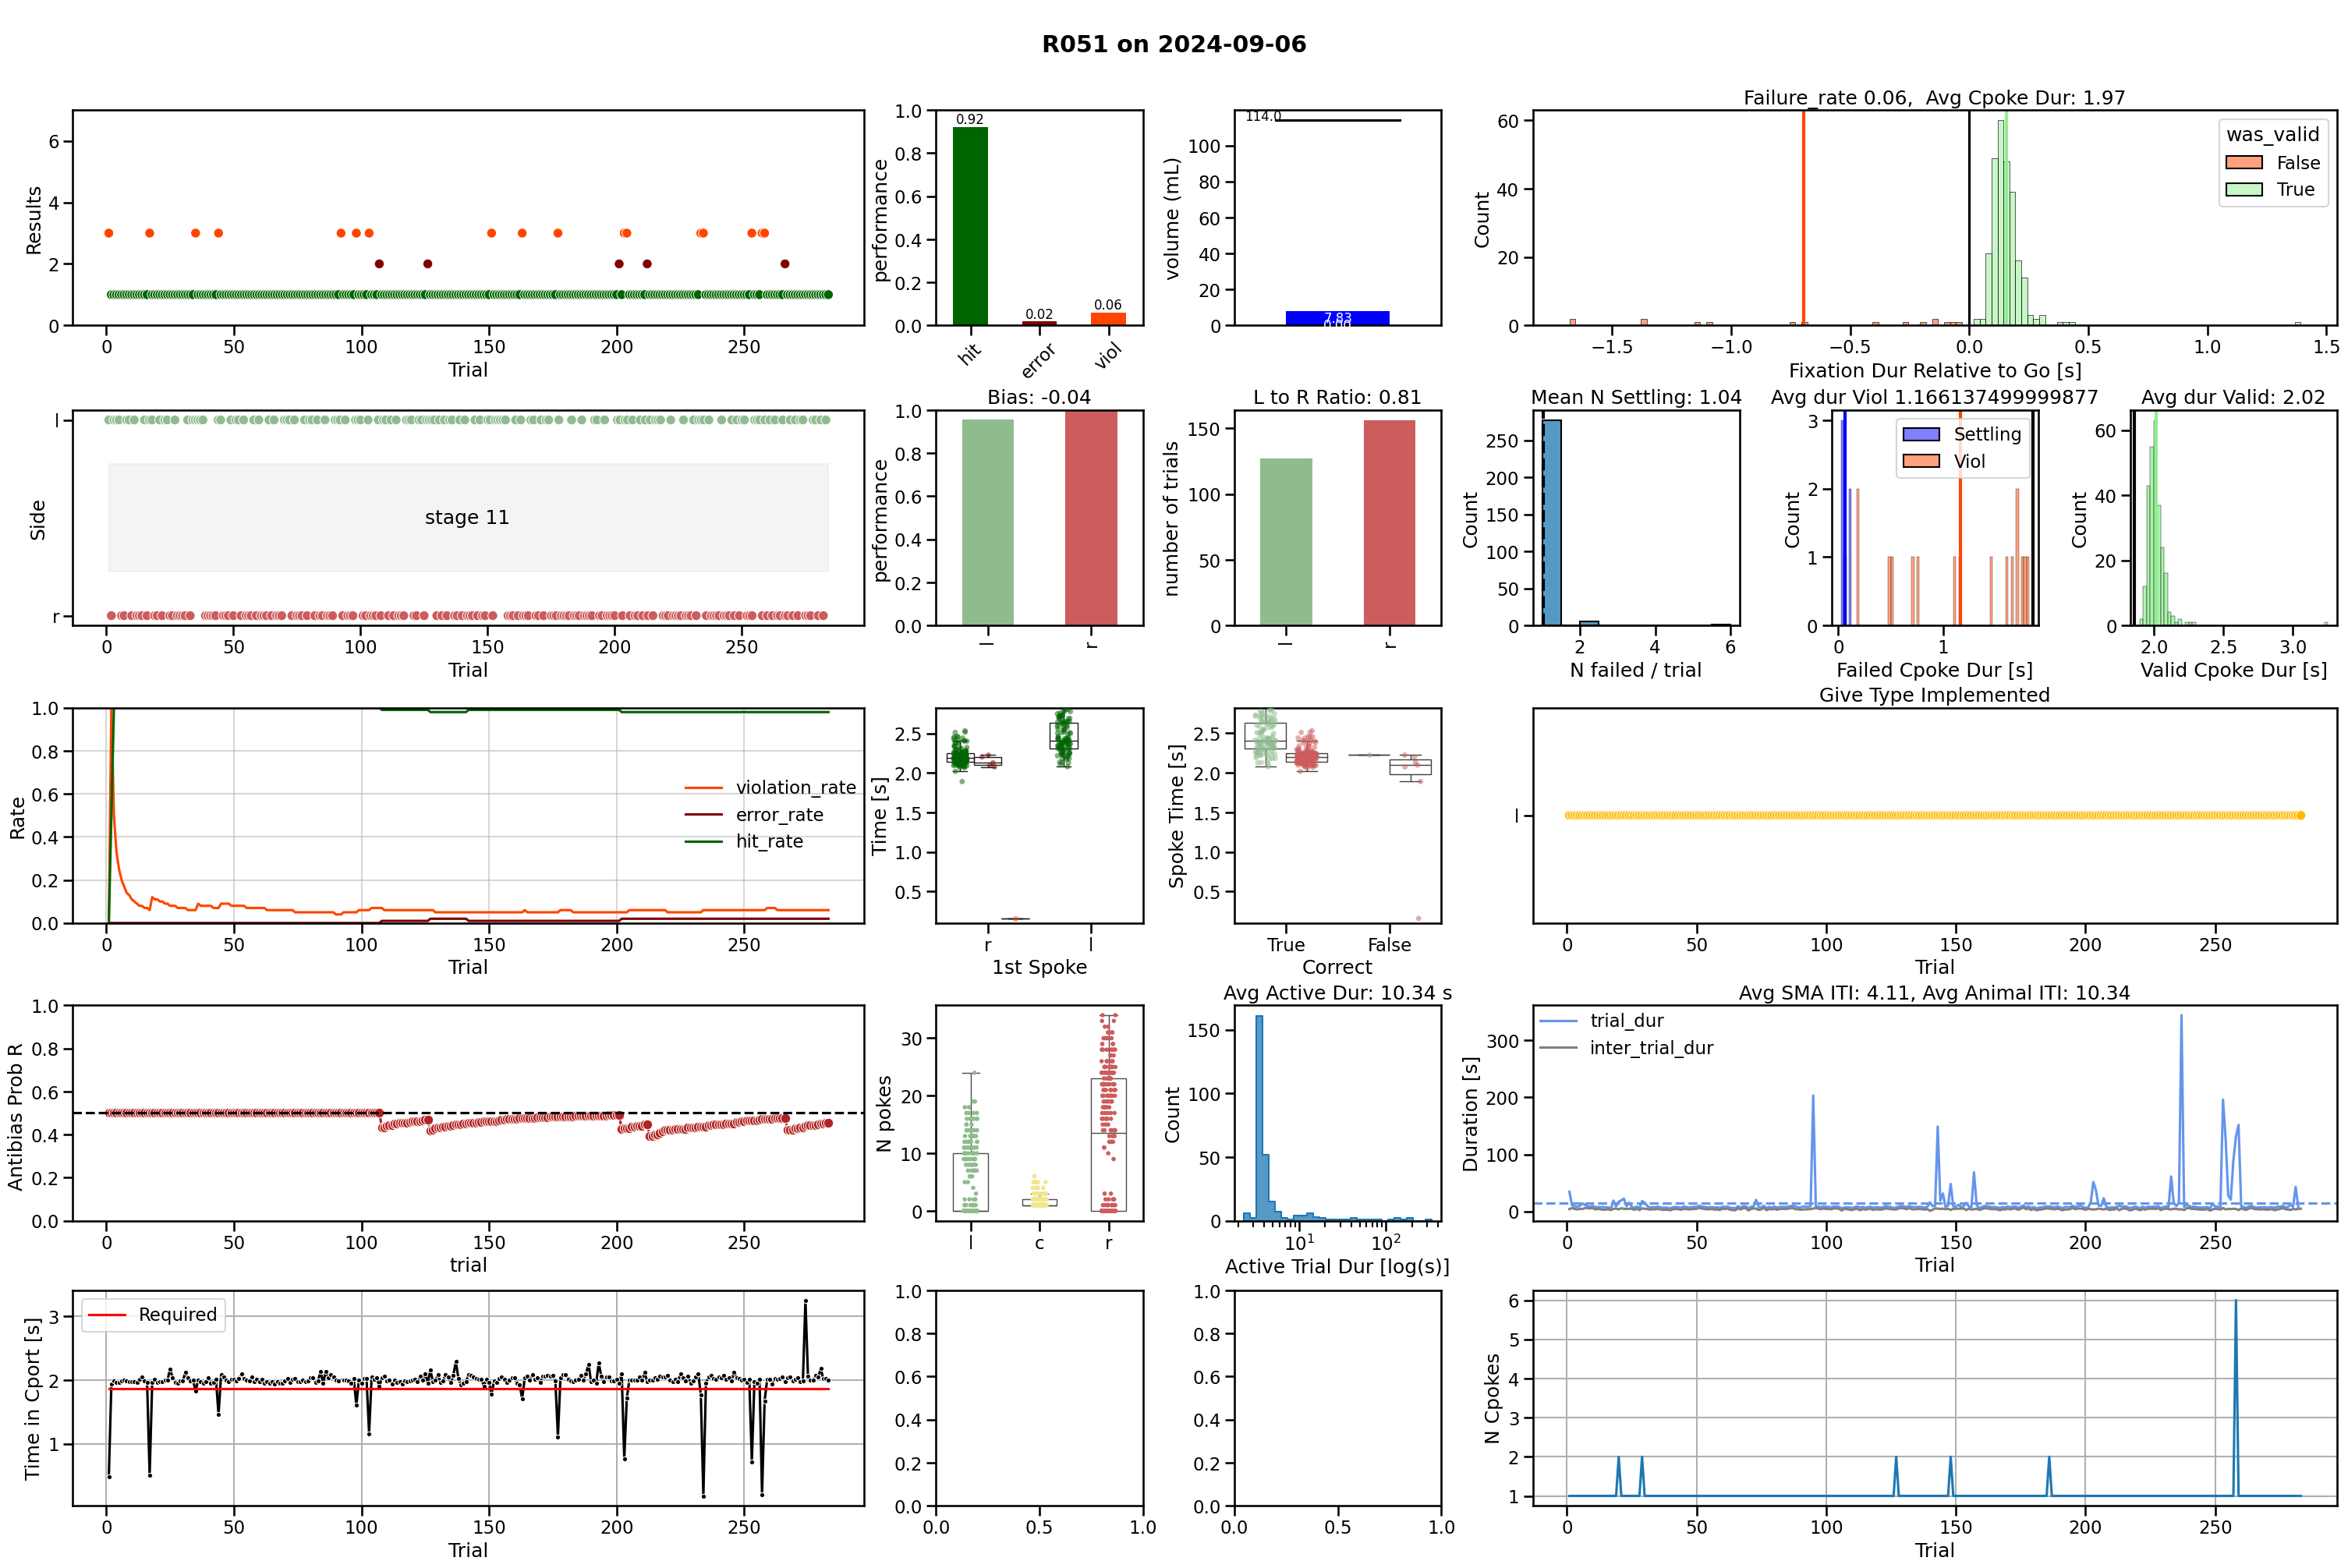 R051 on 2024-09-06
Results
0
2
4
6
0
50
100
150
200
250
Trial
performance
0.0
0.2
0.4
0.6
0.8
1.0
0.92
0.02
0.06
hit
error
viol
volume (mL)
0
20
40
60
80
100
114.0
7.83
0.00
Failure_rate 0.06,  Avg Cpoke Dur: 1.97
Count
0
20
40
60
was_valid
False
True
−1.5
−1.0
−0.5
0.0
0.5
1.0
1.5
Fixation Dur Relative to Go [s]
Side
l
r
stage 11
0
50
100
150
200
250
Trial
Bias: -0.04
performance
0.0
0.2
0.4
0.6
0.8
1.0
l
r
L to R Ratio: 0.81
number of trials
0
50
100
150
l
r
Mean N Settling: 1.04
Count
0
50
100
150
200
250
2
4
6
N failed / trial
Avg dur Viol 1.166137499999877
Count
0
1
2
3
Settling
Viol
0
1
Failed Cpoke Dur [s]
Avg dur Valid: 2.02
Count
0
20
40
60
2.0
2.5
3.0
Valid Cpoke Dur [s]
Rate
0.0
0.2
0.4
0.6
0.8
1.0
violation_rate
error_rate
hit_rate
0
50
100
150
200
250
Trial
Time [s]
0.5
1.0
1.5
2.0
2.5
r
l
1st Spoke
Spoke Time [s]
0.5
1.0
1.5
2.0
2.5
True
False
Correct
Give Type Implemented
l
0
50
100
150
200
250
Trial
Antibias Prob R
0.0
0.2
0.4
0.6
0.8
1.0
0
50
100
150
200
250
trial
N pokes
0
10
20
30
l
c
r
Avg Active Dur: 10.34 s
Count
0
50
100
150
10¹
10²
Active Trial Dur [log(s)]
Avg SMA ITI: 4.11, Avg Animal ITI: 10.34
Duration [s]
0
100
200
300
trial_dur
inter_trial_dur
0
50
100
150
200
250
Trial
Time in Cport [s]
1
2
3
Required
0
50
100
150
200
250
Trial
0.0
0.2
0.4
0.6
0.8
1.0
0.0
0.5
1.0
0.0
0.2
0.4
0.6
0.8
1.0
0.0
0.5
1.0
N Cpokes
1
2
3
4
5
6
0
50
100
150
200
250
Trial